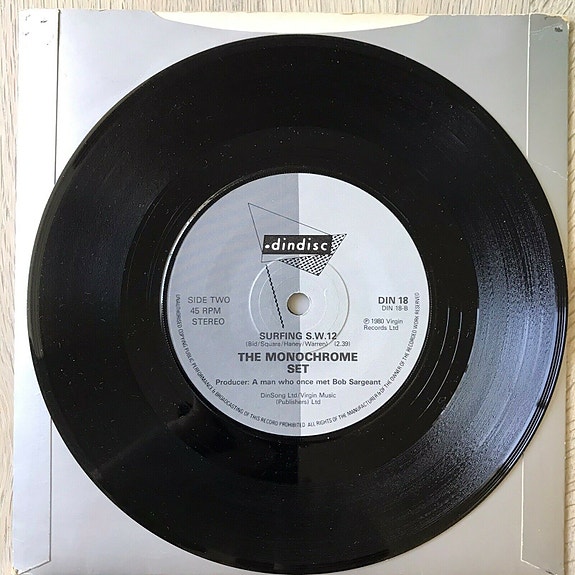 dindisc
SIDE TWO
45 RPM
STEREO
DIN 18
DIN 18-B
℗ 1980 Virgin
Records Ltd
SURFING S.W.12
(Bid/Square/Haney/Warren) (2.39)
THE MONOCHROME
SET
Producer: A man who once met Bob Sargeant
DinSong Ltd/Virgin Music
(Publishers) Ltd
UNAUTHORISED COPYING PUBLIC PERFORMANCE & BROADCASTING OF THIS RECORD PROHIBITED. ALL RIGHTS OF THE MANUFACTURER & OF THE OWNER OF THE RECORDED WORK RESERVED